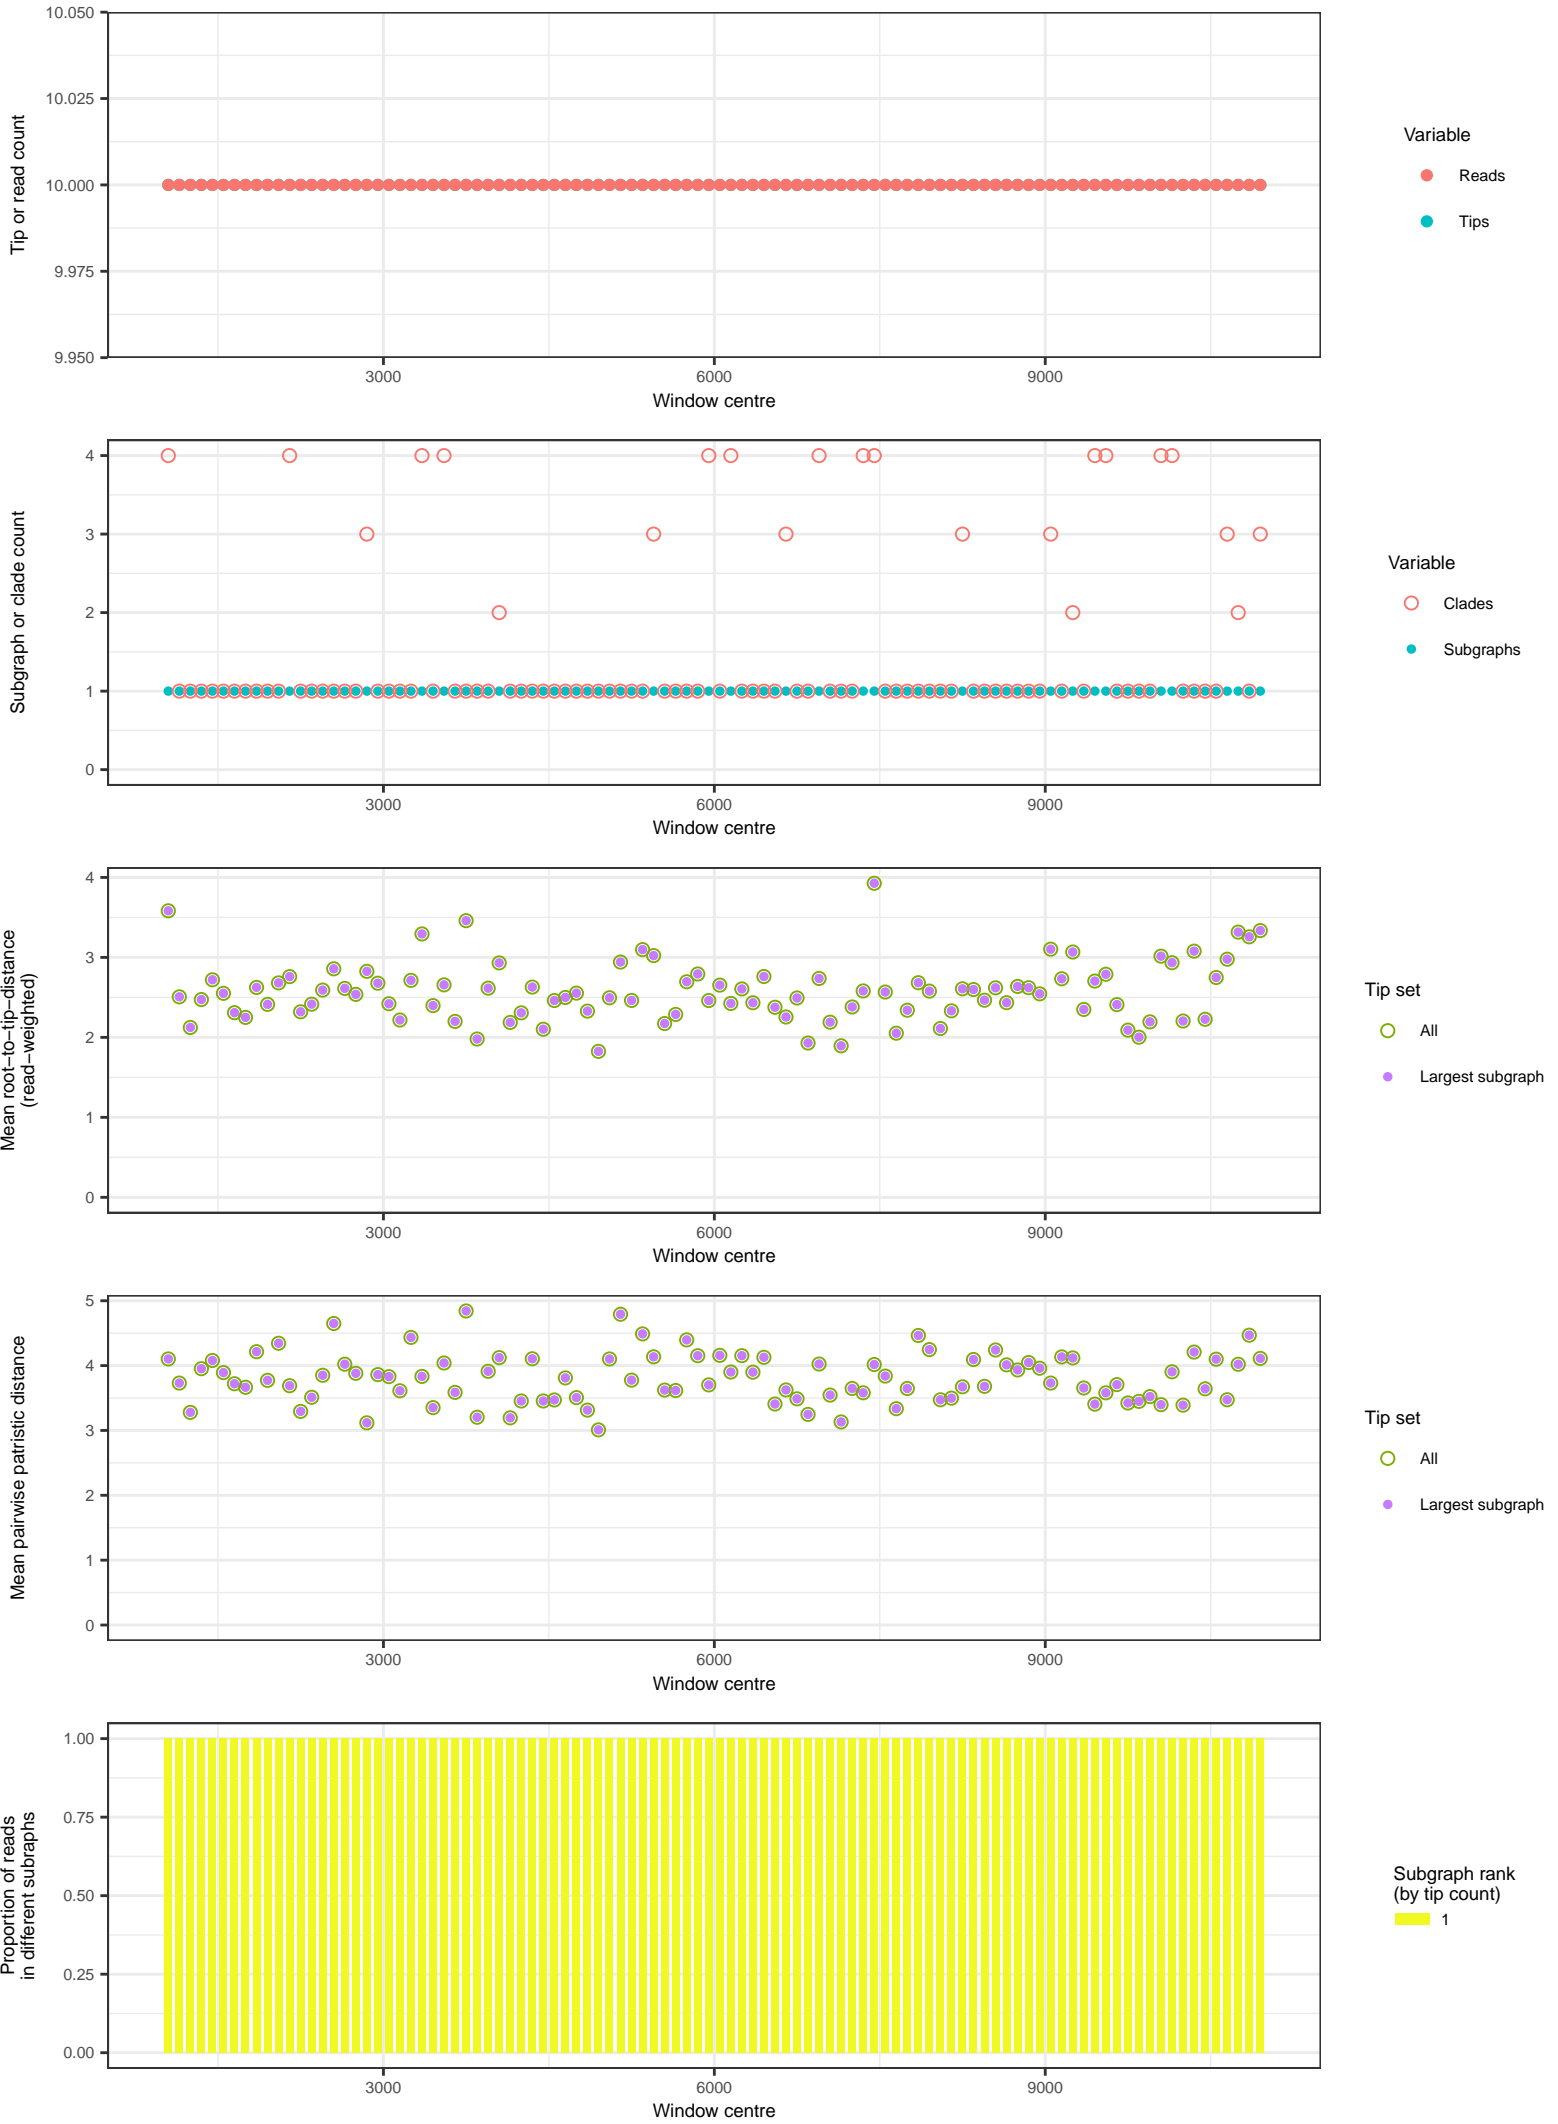 10.050
10.025
10.000
9.975
9.950
Tip or read count
3000
6000
9000
Window centre
Variable
Reads
Tips
4
3
2
1
0
Subgraph or clade count
3000
6000
9000
Window centre
Variable
Clades
Subgraphs
4
3
2
1
0
Mean root−to−tip−distance
(read−weighted)
3000
6000
9000
Window centre
Tip set
All
Largest subgraph
5
4
3
2
1
0
Mean pairwise patristic distance
3000
6000
9000
Window centre
Tip set
All
Largest subgraph
1.00
0.75
0.50
0.25
0.00
Proportion of reads
in different subraphs
3000
6000
9000
Window centre
Subgraph rank
(by tip count)
1